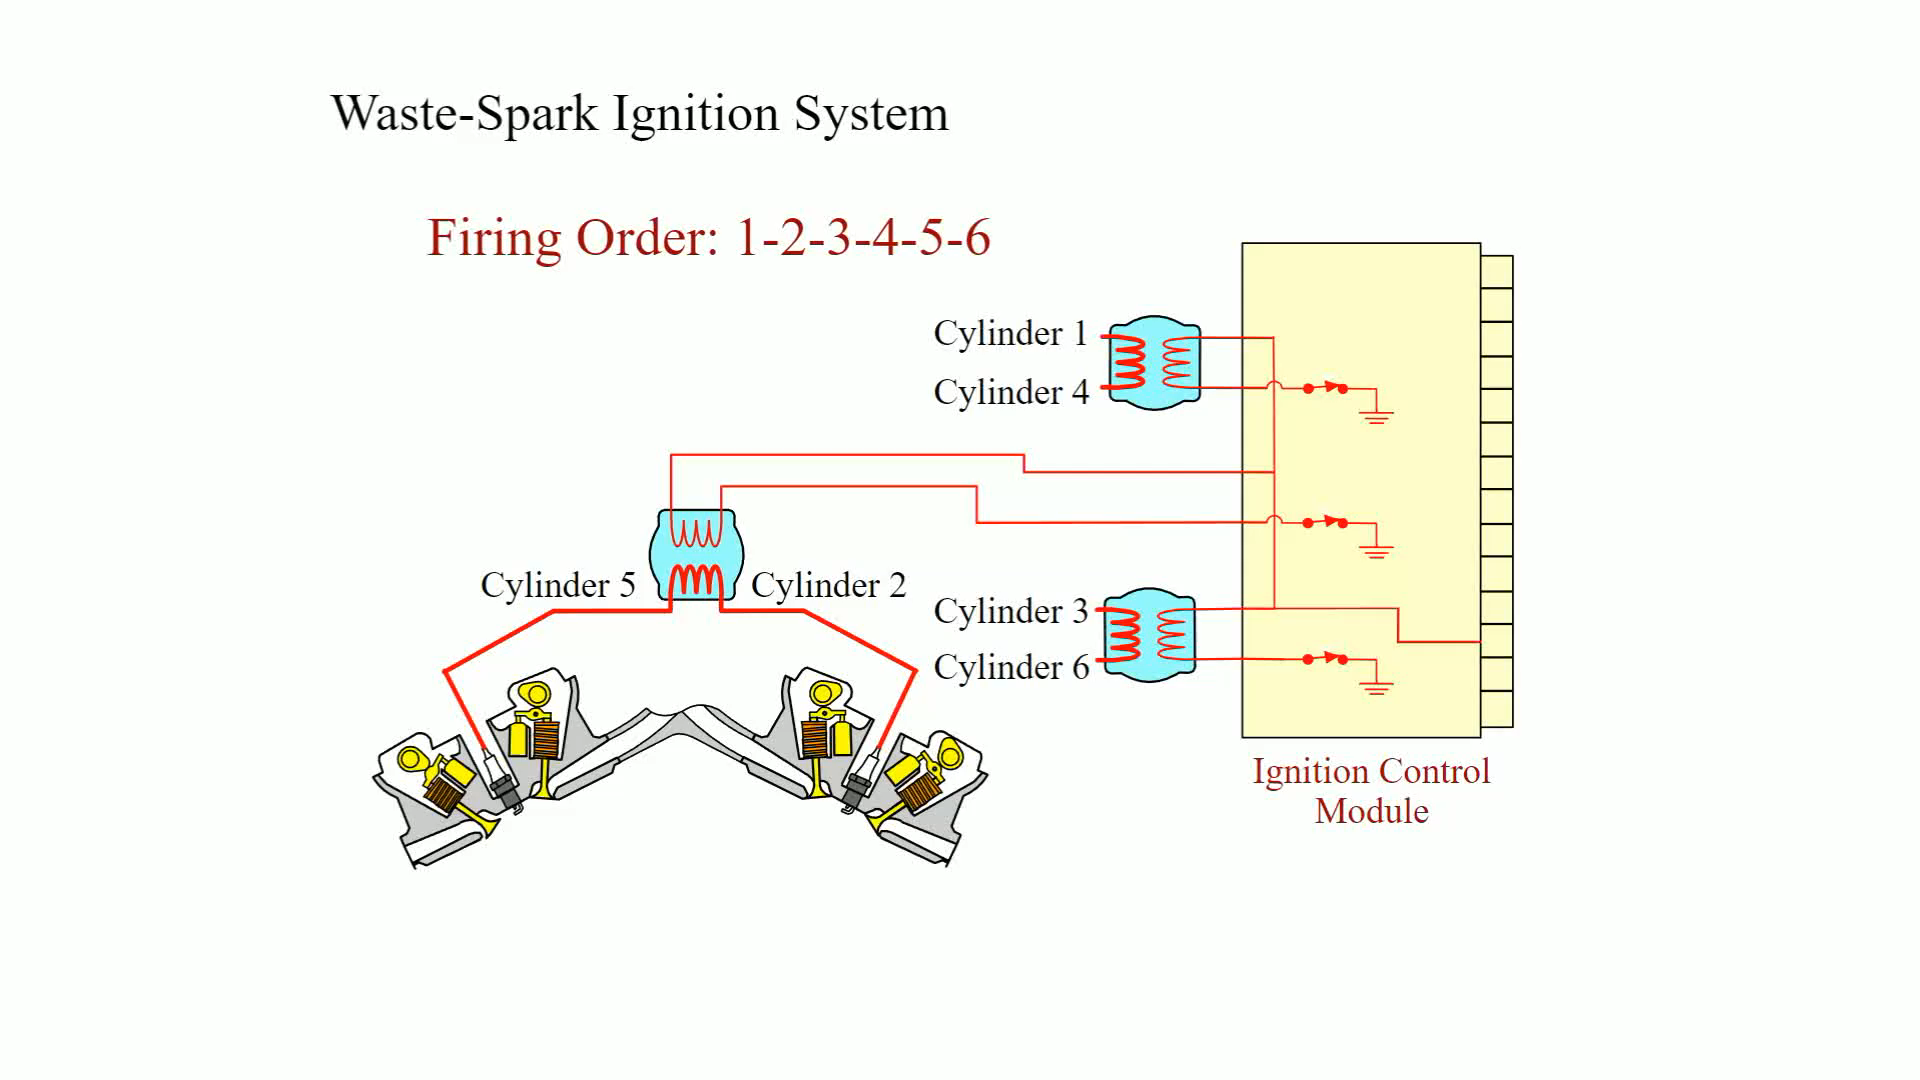 Waste-Spark Ignition System
Firing Order: 1-2-3-4-5-6
Cylinder 1
Cylinder 4
Cylinder 5
Cylinder 2
Cylinder 3
Cylinder 6
Ignition Control
Module